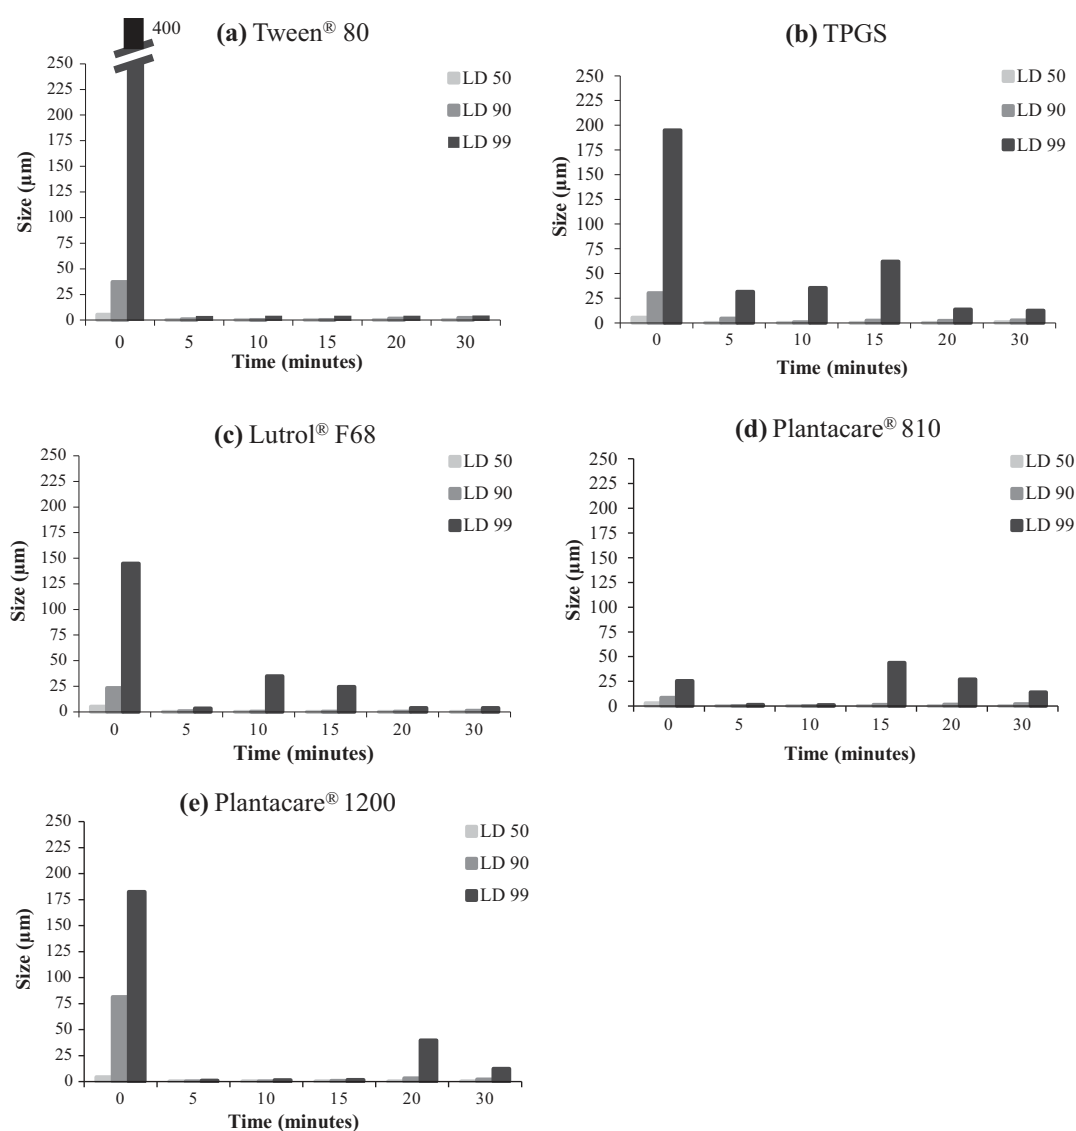 400
(a) Tween® 80
250
225
200
175
150
125
100
75
50
25
0
Size (µm)
LD 50
LD 90
LD 99
0 5 10 15 20 30
Time (minutes)
(b) TPGS
250
225
200
175
150
125
100
75
50
25
0
Size (µm)
LD 50
LD 90
LD 99
0 5 10 15 20 30
Time (minutes)
(c) Lutrol® F68
250
225
200
175
150
125
100
75
50
25
0
Size (µm)
LD 50
LD 90
LD 99
0 5 10 15 20 30
Time (minutes)
(d) Plantacare® 810
250
225
200
175
150
125
100
75
50
25
0
Size (µm)
LD 50
LD 90
LD 99
0 5 10 15 20 30
Time (minutes)
(e) Plantacare® 1200
250
225
200
175
150
125
100
75
50
25
0
Size (µm)
LD 50
LD 90
LD 99
0 5 10 15 20 30
Time (minutes)